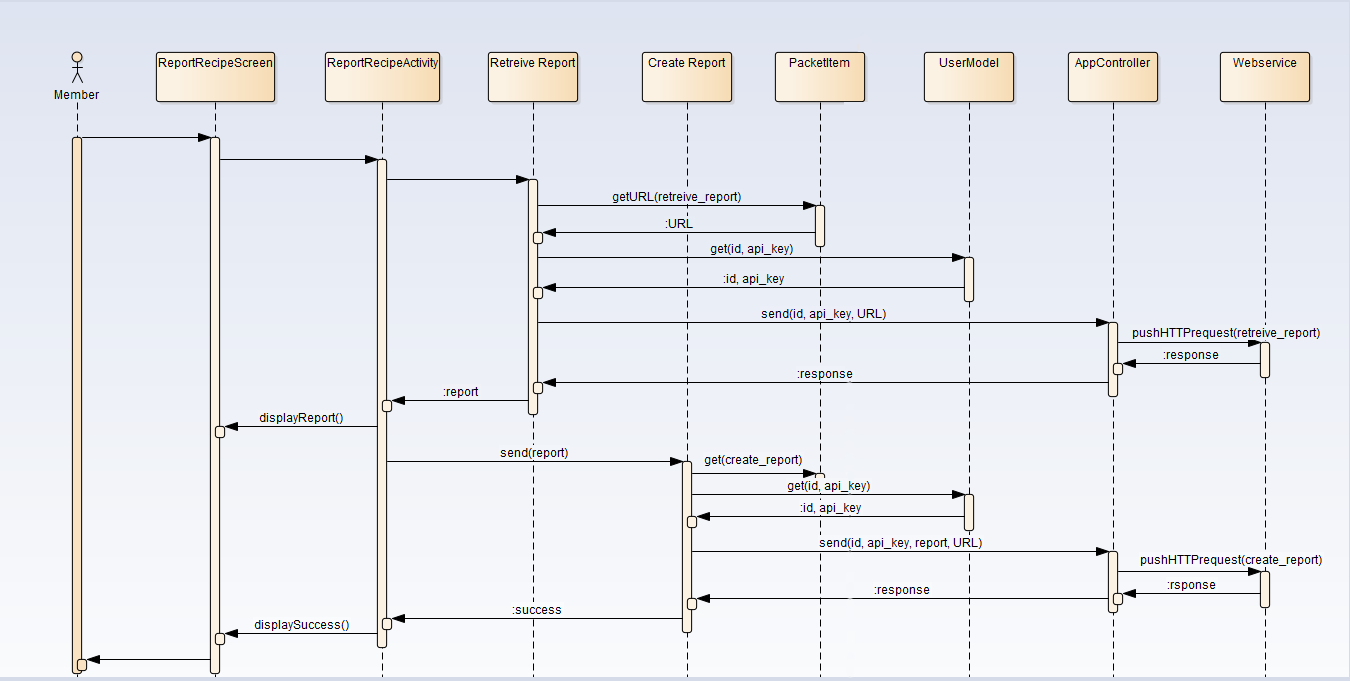 ReportRecipeScreen
ReportRecipeActivity
Retreive Report
Create Report
PacketItem
UserModel
AppController
Webservice
Member
getURL(retreive_report)
:URL
get(id, api_key)
:id, api_key
send(id, api_key, URL)
pushHTTPrequest(retreive_report)
:response
:response
:report
displayReport()
send(report)
get(create_report)
get(id, api_key)
:id, api_key
send(id, api_key, report, URL)
pushHTTPrequest(create_report)
:rsponse
:response
:success
displaySuccess()